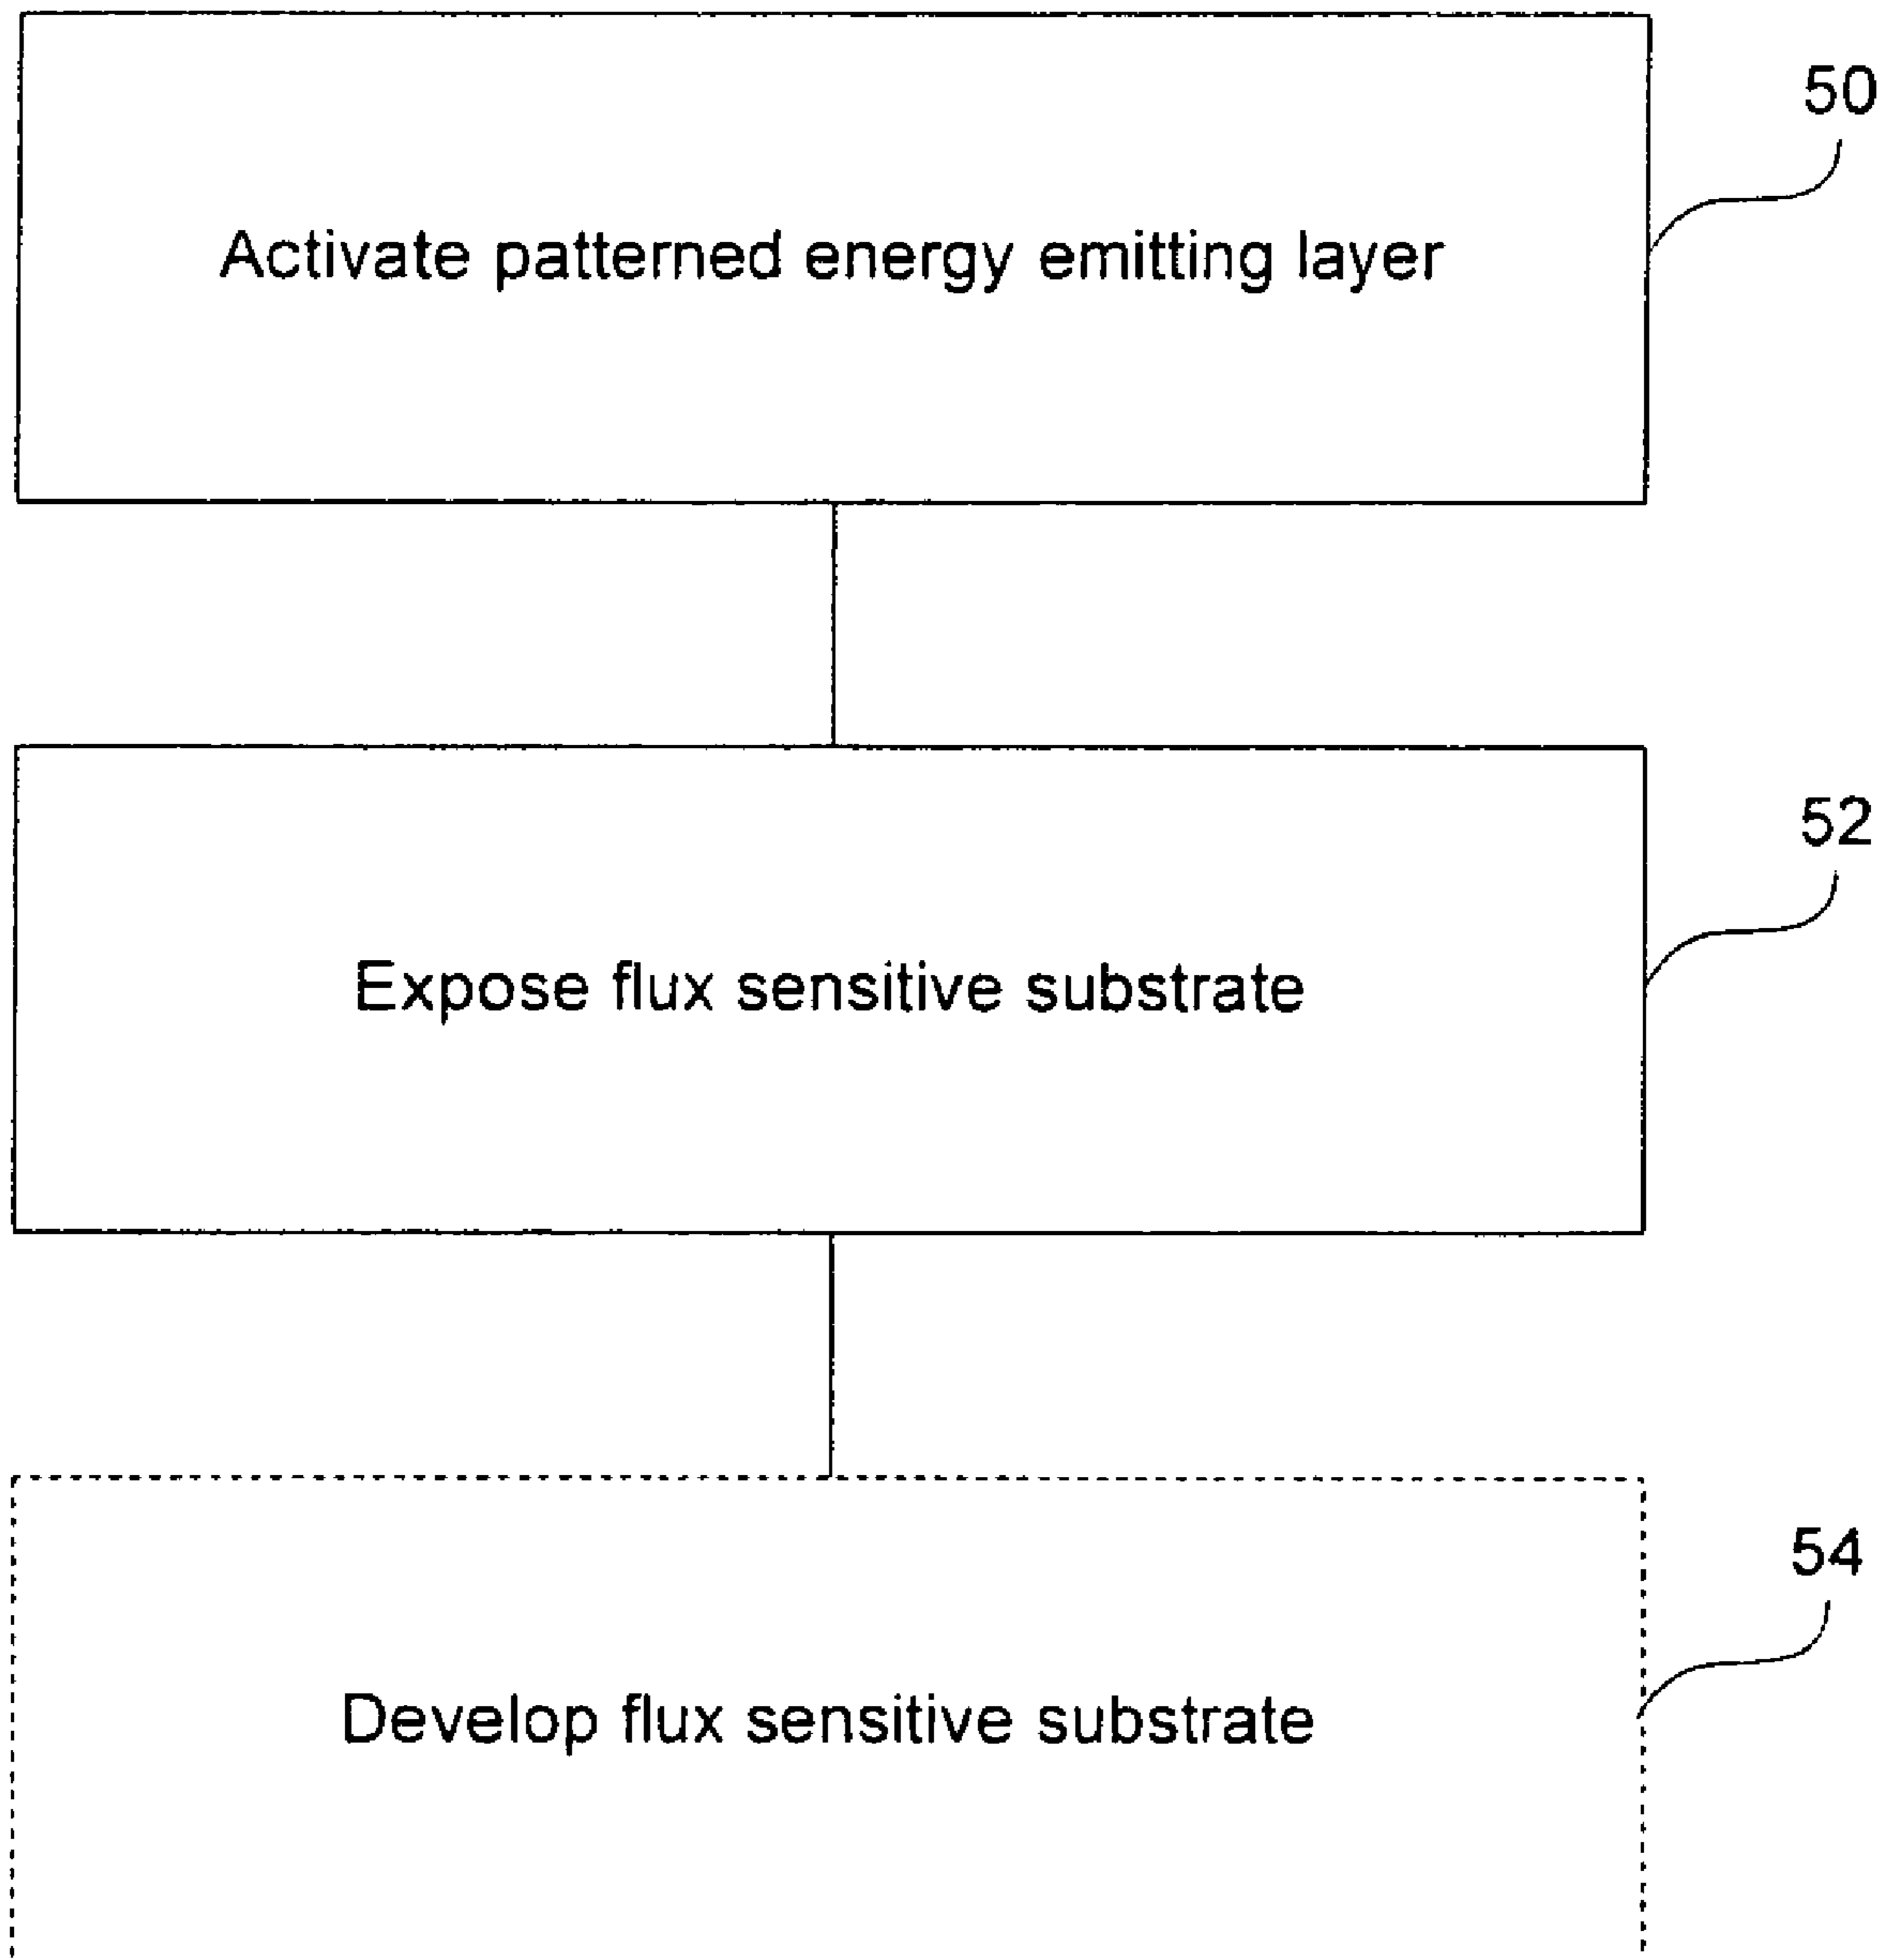 50
Activate patterned energy emitting layer
52
Expose flux sensitive substrate
54
Develop flux sensitive substrate